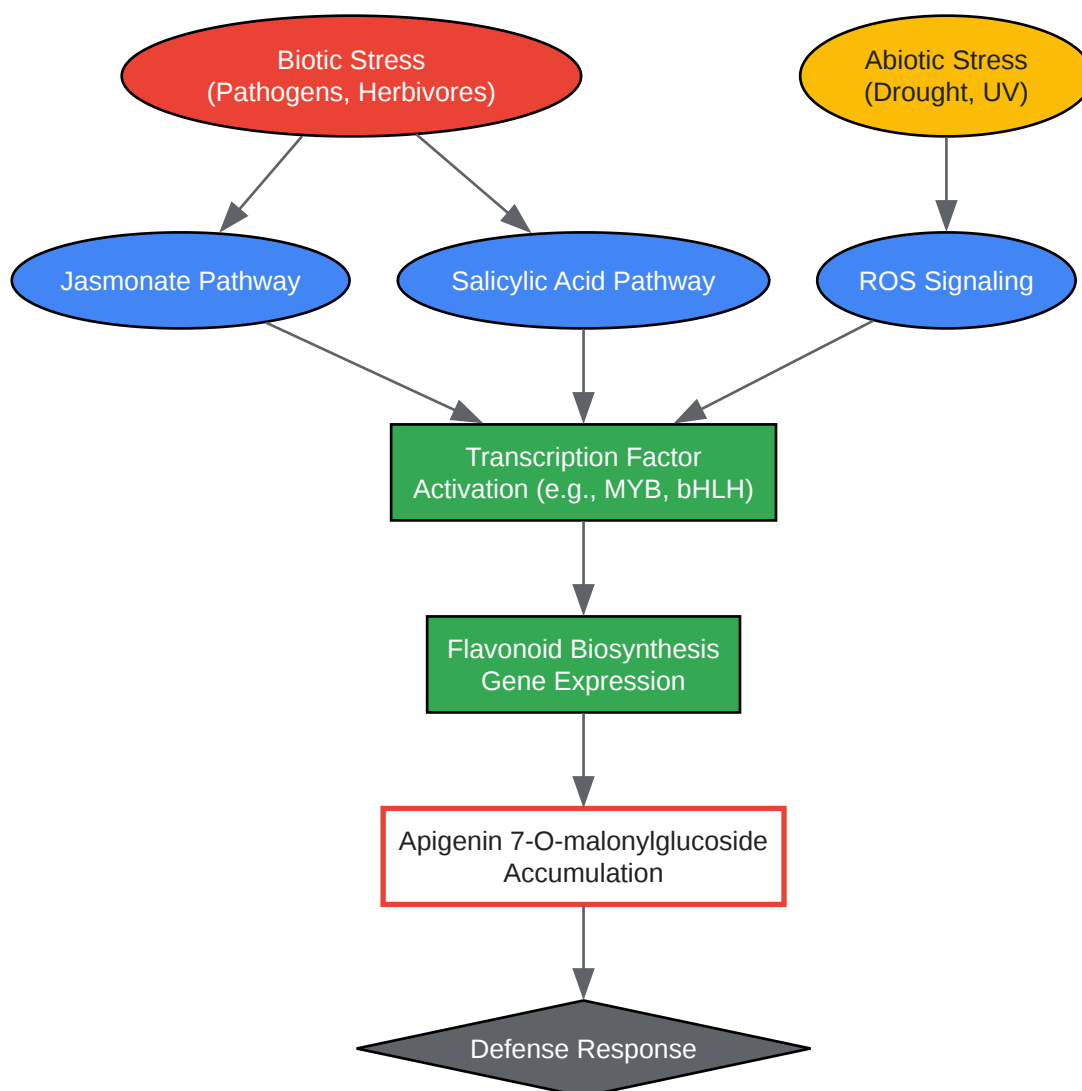 Biotic Stress
(Pathogens, Herbivores)
Abiotic Stress
(Drought, UV)
Jasmonate Pathway
Salicylic Acid Pathway
ROS Signaling
Transcription Factor
Activation (e.g., MYB, bHLH)
Flavonoid Biosynthesis
Gene Expression
Apigenin 7-O-malonylglucoside
Accumulation
Defense Response